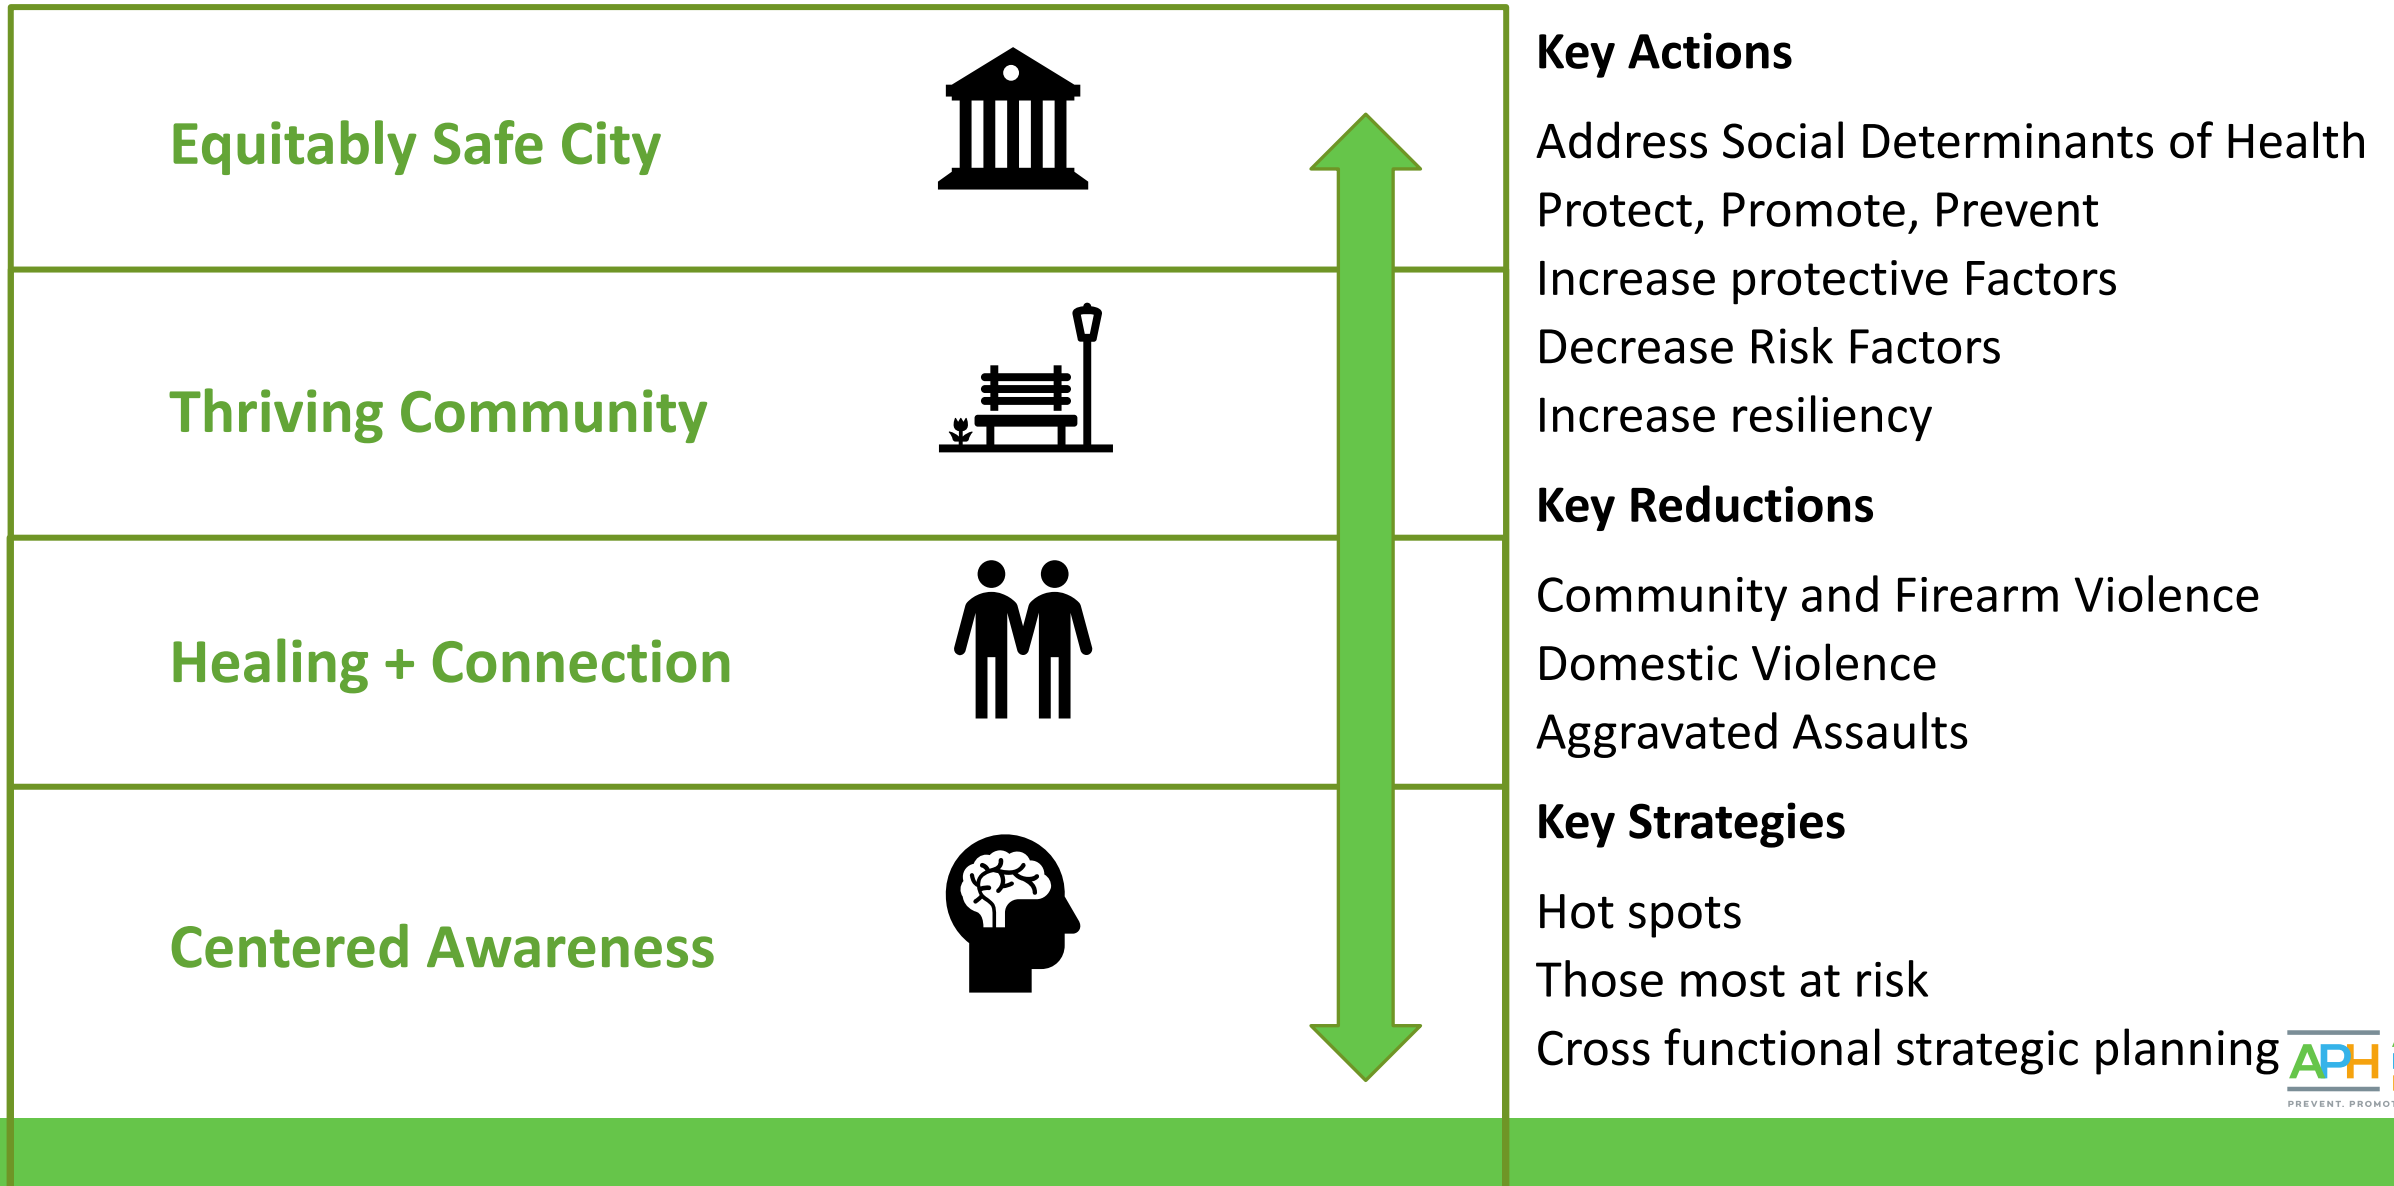 Equitably Safe City
Thriving Community
Healing + Connection
Centered Awareness
Key Actions
Address Social Determinants of Health
Protect, Promote, Prevent
Increase protective Factors
Decrease Risk Factors
Increase resiliency
Key Reductions
Community and Firearm Violence
Domestic Violence
Aggravated Assaults
Key Strategies
Hot spots
Those most at risk
Cross functional strategic planning
APH
PREVENT.